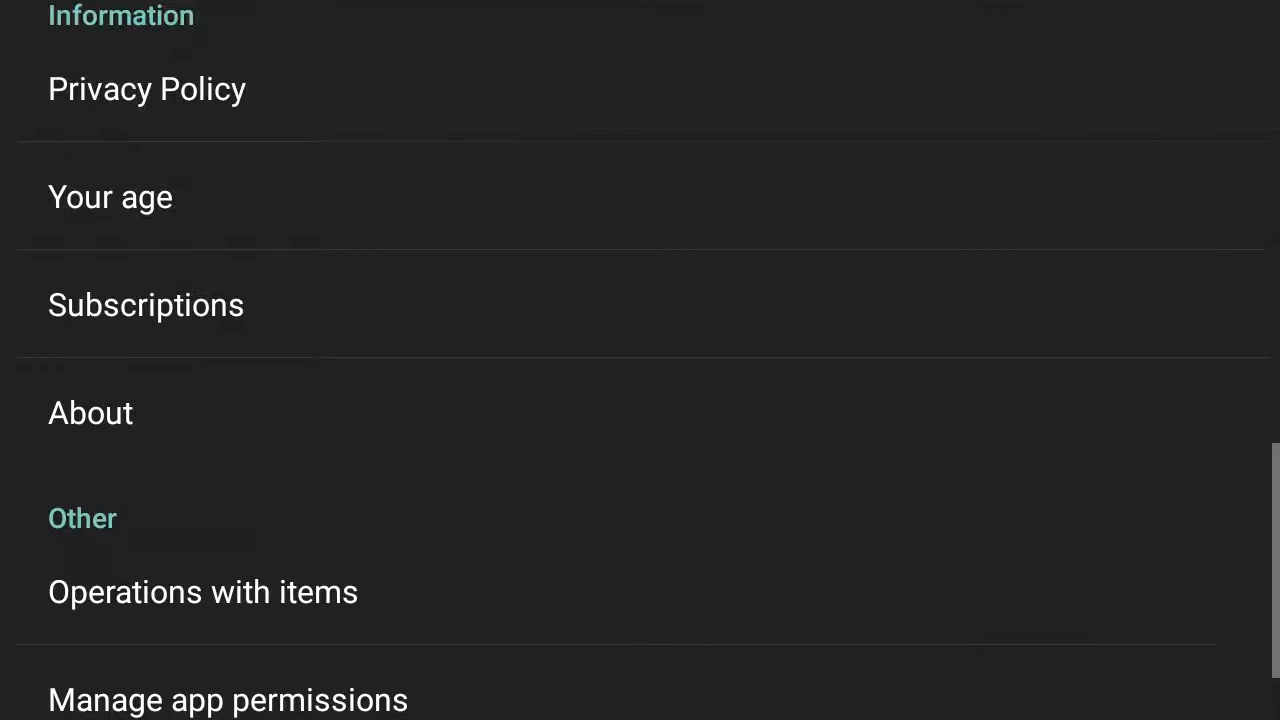 Information
Privacy Policy
Your age
Subscriptions
About
Other
Operations with items
Manage app permissions